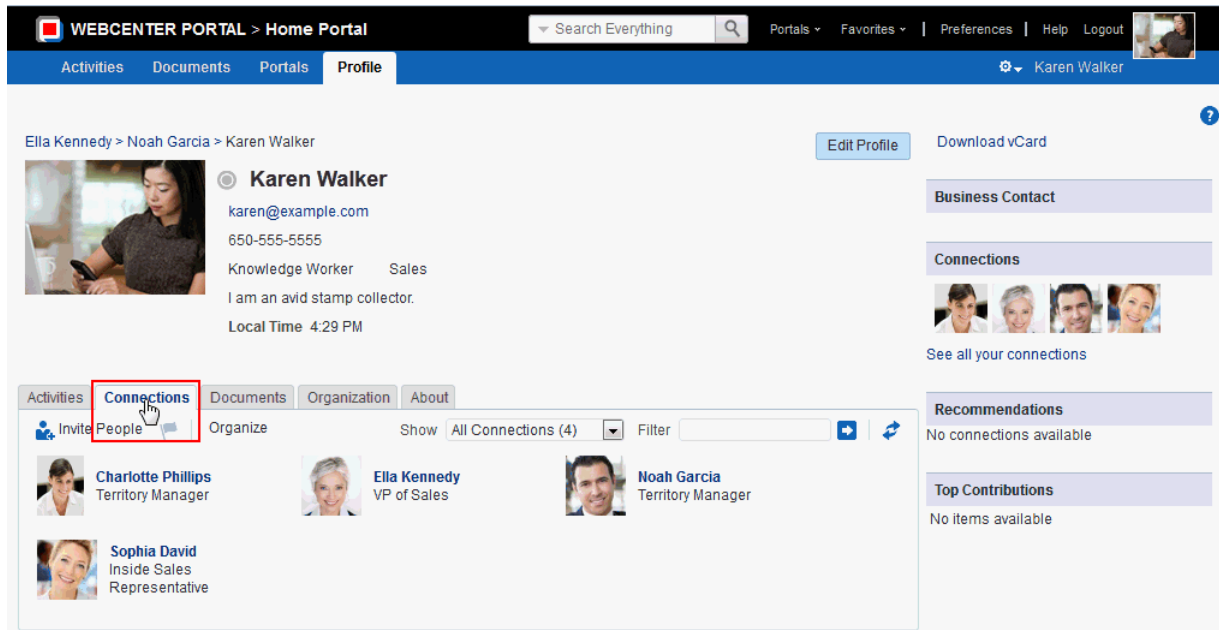 WEBCENTER PORTAL > Home Portal
Search Everything
Portals
Favorites
Preferences
Help
Logout
Activities
Documents
Portals
Profile
Karen Walker
?
Ella Kennedy > Noah Garcia > Karen Walker
Edit Profile
Download vCard
Karen Walker
karen@example.com
650-555-5555
Knowledge Worker Sales
I am an avid stamp collector.
Local Time 4:29 PM
Business Contact
Connections
See all your connections
Recommendations
No connections available
Top Contributions
No items available
Activities
Connections
Documents
Organization
About
Invite People
Organize
Show All Connections (4)
Filter
Charlotte Phillips
Territory Manager
Ella Kennedy
VP of Sales
Noah Garcia
Territory Manager
Sophia David
Inside Sales
Representative